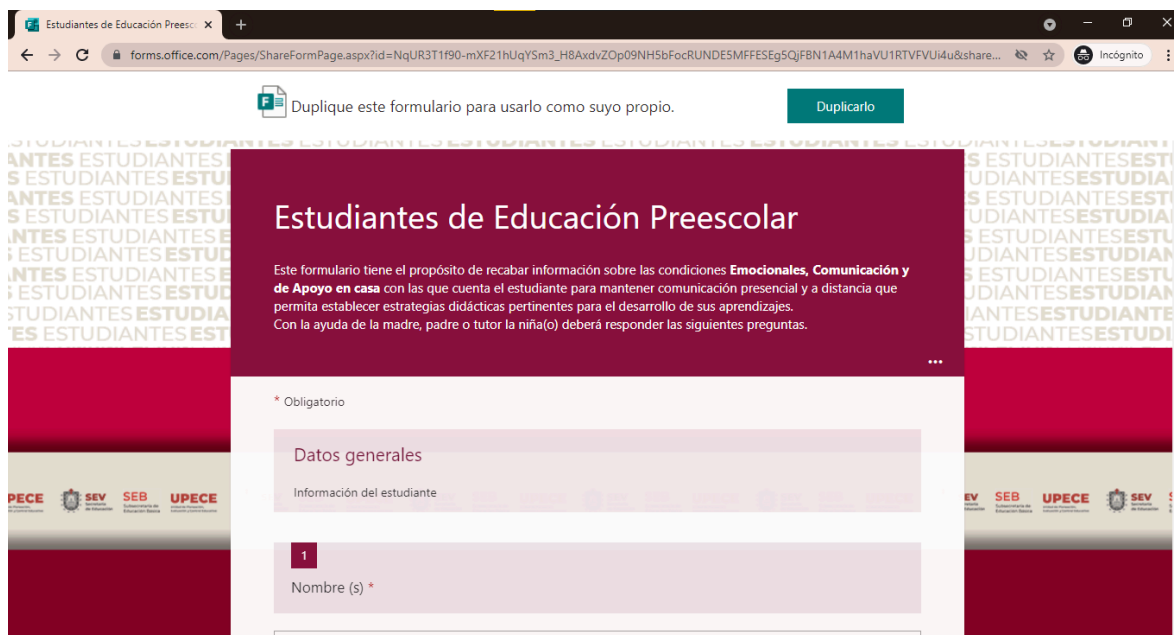 Estudiantes de Educación Preesc
forms.office.com/Pages/ShareFormPage.aspx?id=NqUR3T1f90-mXF21hUqYSm3_H8AxdvZOp09NH5bFocRUNDE5MFFESEg5QjFBN1A4M1haVU1RTVFVUi4u&share...
Incógnito
Duplique este formulario para usarlo como suyo propio.
Duplicarlo
Estudiantes de Educación Preescolar
Este formulario tiene el propósito de recabar información sobre las condiciones Emocionales, Comunicación y
de Apoyo en casa con las que cuenta el estudiante para mantener comunicación presencial y a distancia que
permita establecer estrategias didácticas pertinentes para el desarrollo de sus aprendizajes.
Con la ayuda de la madre, padre o tutor la niña(o) deberá responder las siguientes preguntas.
* Obligatorio
Datos generales
Información del estudiante
PECE SEV SEB UPECE
EV SEB UPECE SEV
1
Nombre (s) *